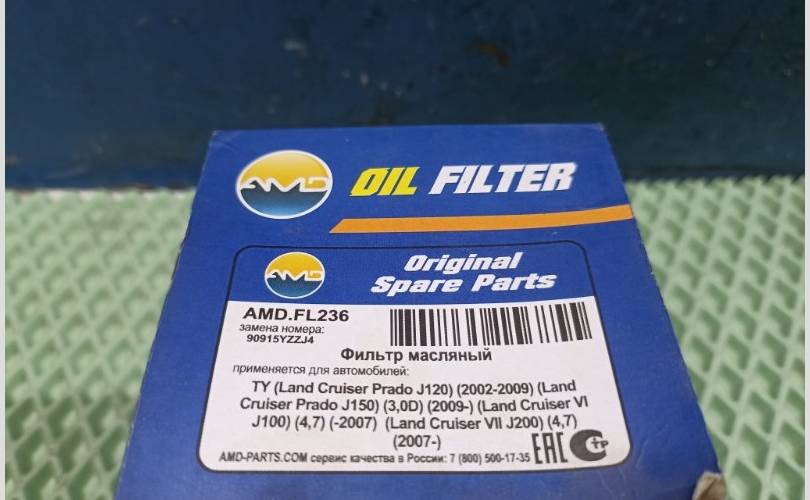 AMD OIL FILTER
AMD Original
Spare Parts
AMD.FL236
замена номера:
90915YZZJ4
Фильтр масляный
применяется для автомобилей:
TY (Land Cruiser Prado J120) (2002-2009) (Land
Cruiser Prado J150) (3,0D) (2009-) (Land Cruiser VI
J100) (4,7) (-2007) (Land Cruiser VII J200) (4,7)
(2007-)
EAC
AMD-PARTS.COM сервис качества в России: 7 (800) 500-17-35